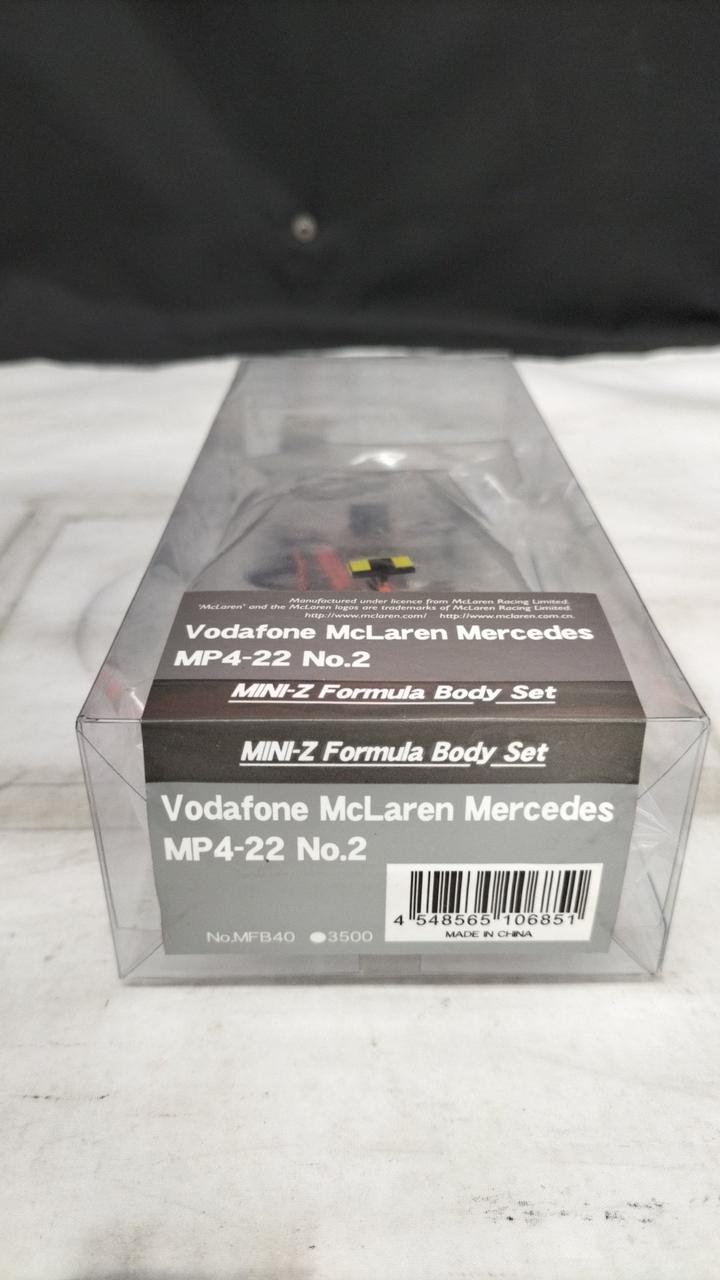 Manufactured under licence from McLaren Racing Limited.
'McLaren' and the McLaren logos are trademarks of McLaren Racing Limited.
http://www.mclaren.com/ http://www.mclaren.com.cn.
Vodafone McLaren Mercedes
MP4-22 No.2
MINI-Z Formula Body Set
MINI-Z Formula Body Set
Vodafone McLaren Mercedes
MP4-22 No.2
4 548565 106851
No.MFB40 ●3500
MADE IN CHINA